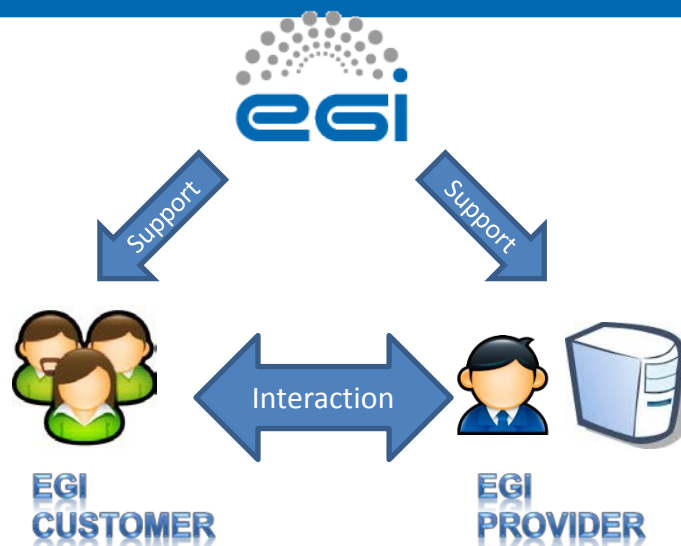 egi
Support
Support
Interaction
EGI
CUSTOMER
EGI
PROVIDER